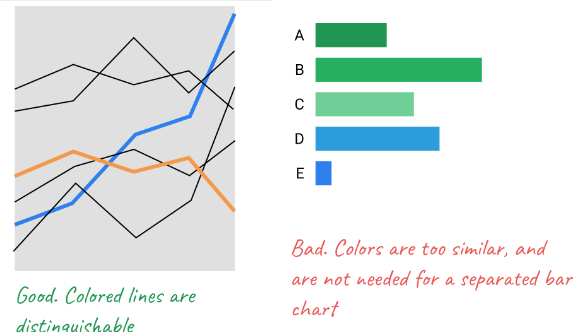 A
B
C
D
E
Good. Colored lines are
distinguishable
Bad. Colors are too similar, and
are not needed for a separated bar
chart